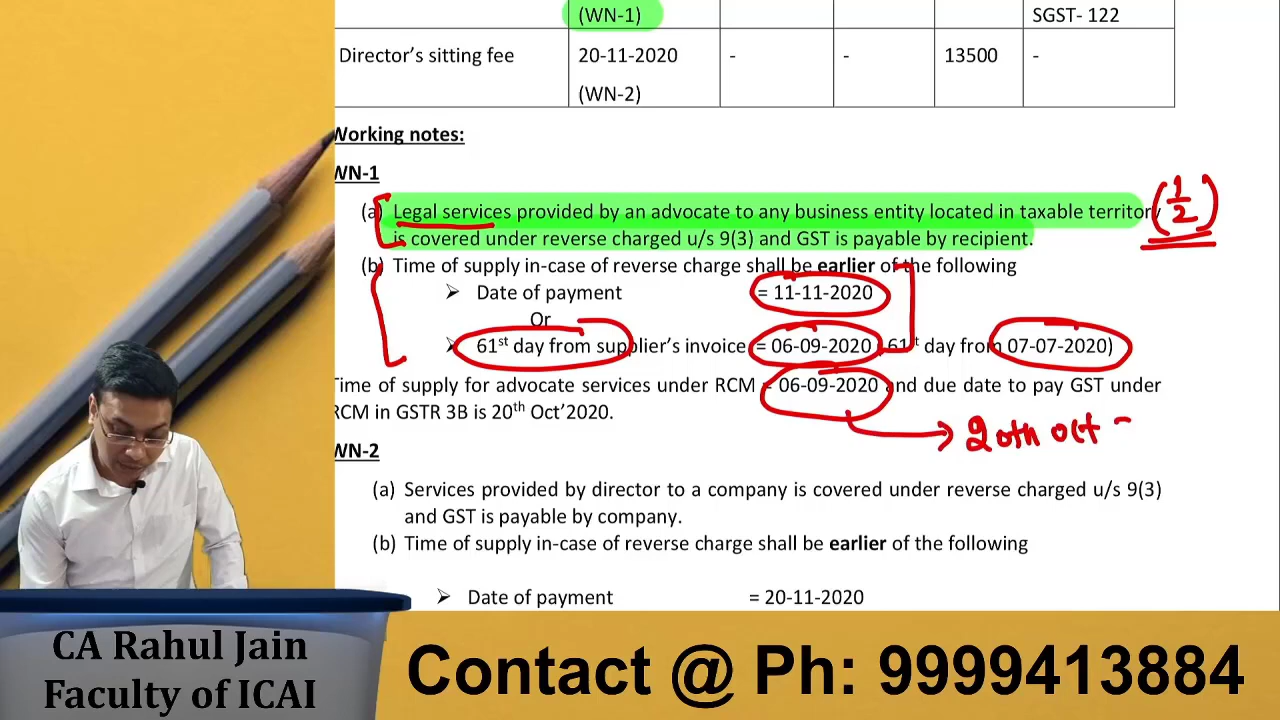 (WN-1) SGST- 122
Director's sitting fee 20-11-2020 - - 13500 -
(WN-2)
Working notes:
WN-1
(a) Legal services provided by an advocate to any business entity located in taxable territory (1/2)
is covered under reverse charged u/s 9(3) and GST is payable by recipient.
(b) Time of supply in-case of reverse charge shall be earlier of the following
➢ Date of payment = 11-11-2020
Or
➢ 61st day from supplier's invoice = 06-09-2020 (61st day from 07-07-2020)
Time of supply for advocate services under RCM = 06-09-2020 and due date to pay GST under
RCM in GSTR 3B is 20th Oct'2020.
20th oct
WN-2
(a) Services provided by director to a company is covered under reverse charged u/s 9(3)
and GST is payable by company.
(b) Time of supply in-case of reverse charge shall be earlier of the following
➢ Date of payment = 20-11-2020
CA Rahul Jain
Faculty of ICAI
Contact @ Ph: 9999413884